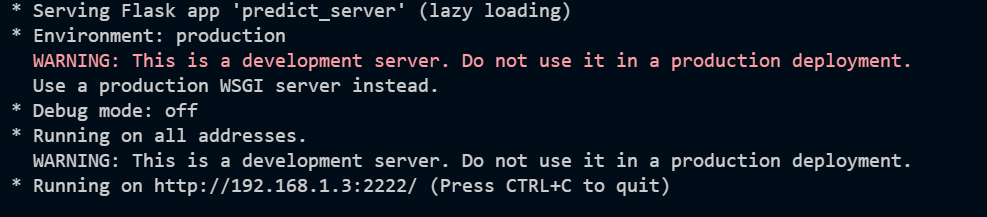 * Serving Flask app 'predict_server' (lazy loading)
* Environment: production
WARNING: This is a development server. Do not use it in a production deployment.
Use a production WSGI server instead.
* Debug mode: off
* Running on all addresses.
WARNING: This is a development server. Do not use it in a production deployment.
* Running on http://192.168.1.3:2222/ (Press CTRL+C to quit)